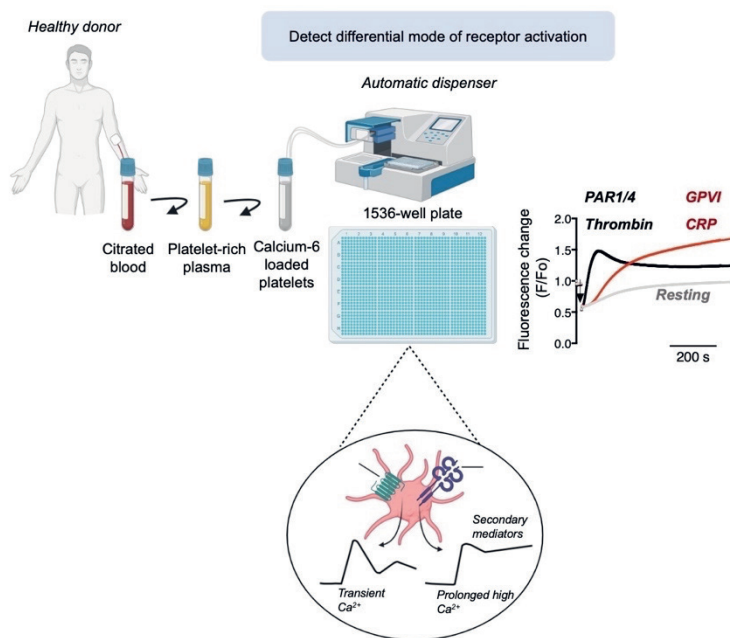 Healthy donor
Detect differential mode of receptor activation
Automatic dispenser
1536-well plate
Citrated
blood
Platelet-rich
plasma
Calcium-6
loaded
platelets
PAR1/4
GPVI
Thrombin
CRP
Fluorescence change
(F/Fo)
2.0
1.5
1.0
0.5
0.0
Resting
200 s
Secondary
mediators
Transient
Ca²⁺
Prolonged high
Ca²⁺